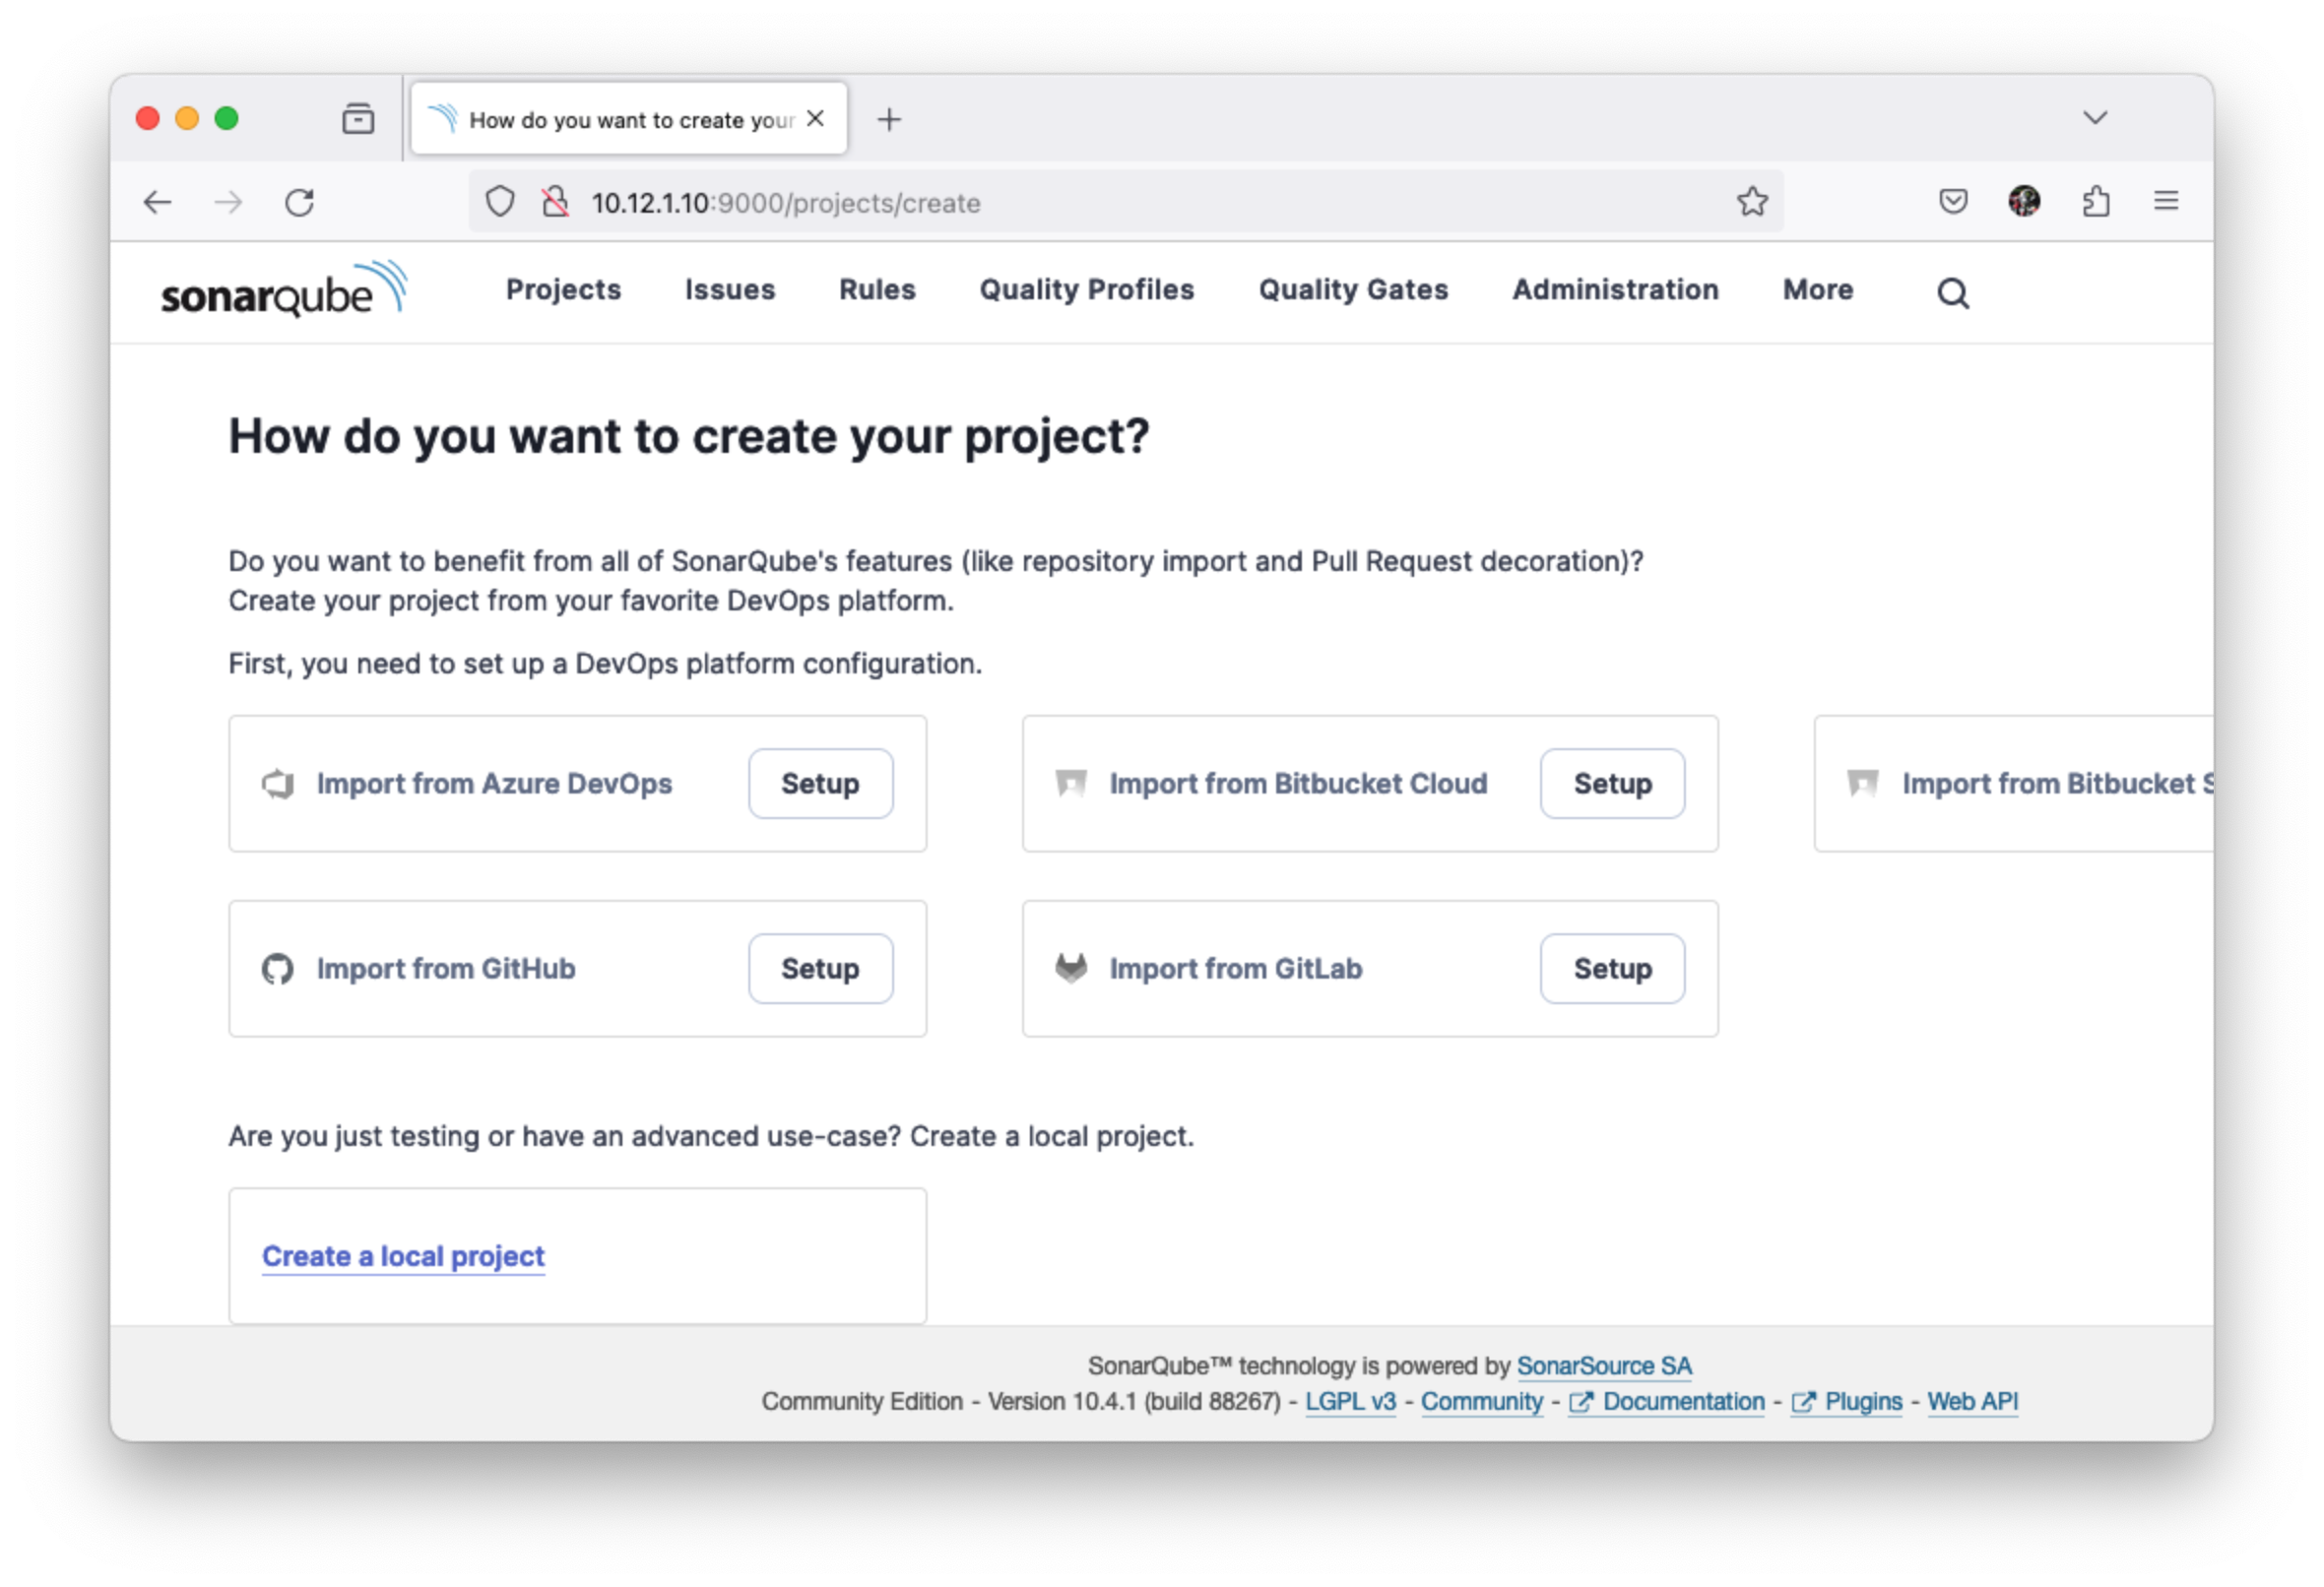 How do you want to create your
10.12.1.10:9000/projects/create
sonarqube
Projects Issues Rules Quality Profiles Quality Gates Administration More
How do you want to create your project?
Do you want to benefit from all of SonarQube's features (like repository import and Pull Request decoration)?
Create your project from your favorite DevOps platform.
First, you need to set up a DevOps platform configuration.
Import from Azure DevOps Setup Import from Bitbucket Cloud Setup Import from Bitbucket S
Import from GitHub Setup Import from GitLab Setup
Are you just testing or have an advanced use-case? Create a local project.
Create a local project
SonarQube™ technology is powered by SonarSource SA
Community Edition - Version 10.4.1 (build 88267) - LGPL v3 - Community - Documentation - Plugins - Web API